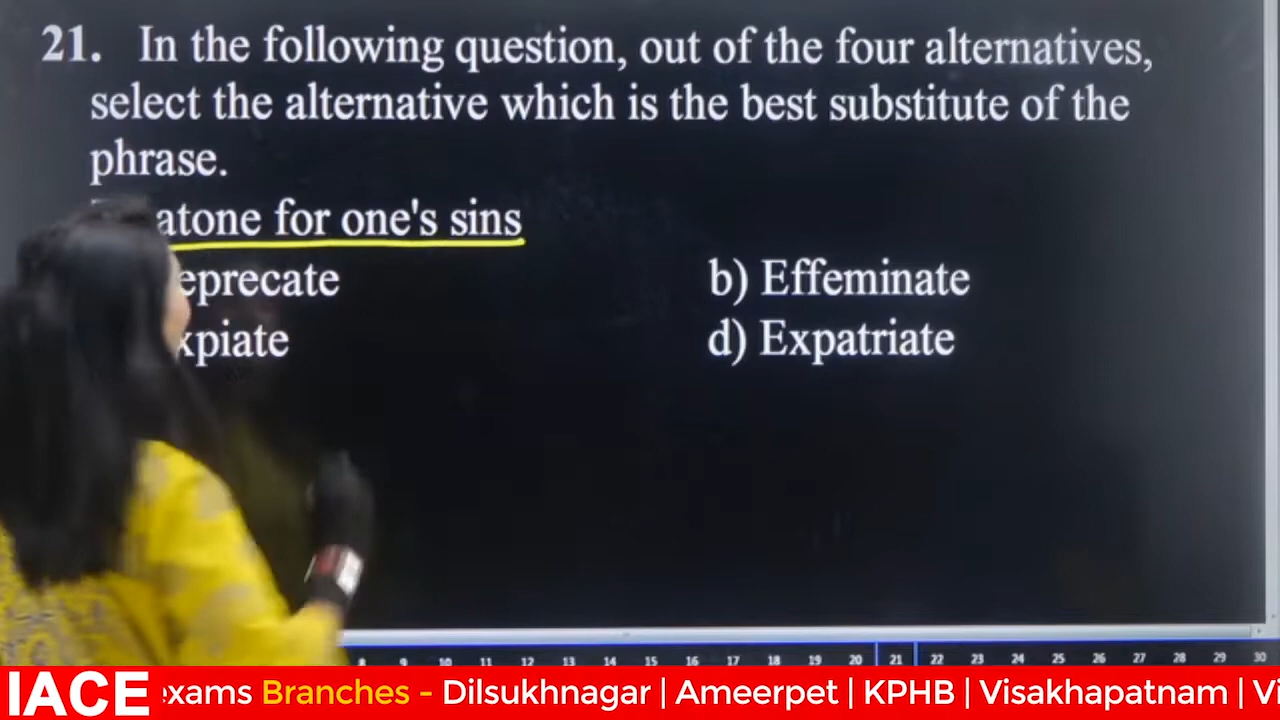 21. In the following question, out of the four alternatives,
select the alternative which is the best substitute of the
phrase.
atone for one's sins
eprecate b) Effeminate
xpiate d) Expatriate
8 9 10 11 12 13 14 15 16 17 18 19 20 21 22 23 24 25 26 27 28 29 30
IACE exams Branches - Dilsukhnagar | Ameerpet | KPHB | Visakhapatnam | Vi